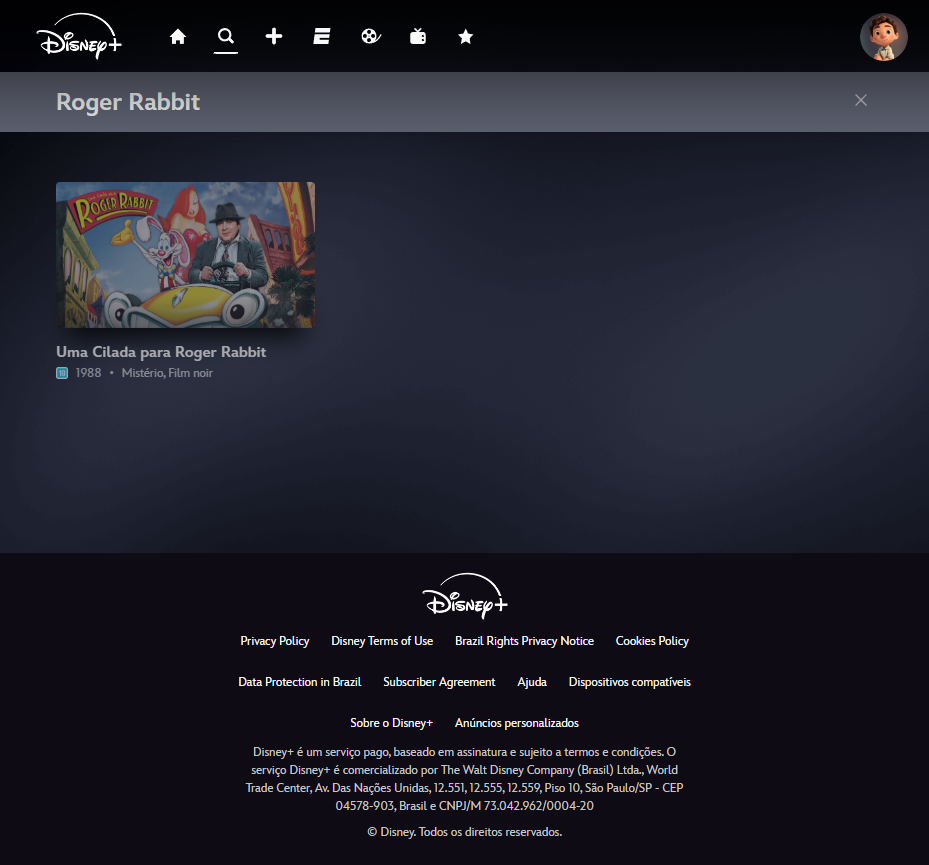 Disney+
Roger Rabbit
ROGER RABBIT
Uma Cilada para Roger Rabbit
10 1988 • Mistério, Film noir
Disney+
Privacy Policy Disney Terms of Use Brazil Rights Privacy Notice Cookies Policy
Data Protection in Brazil Subscriber Agreement Ajuda Dispositivos compatíveis
Sobre o Disney+ Anúncios personalizados
Disney+ é um serviço pago, baseado em assinatura e sujeito a termos e condições. O
serviço Disney+ é comercializado por The Walt Disney Company (Brasil) Ltda., World
Trade Center, Av. Das Nações Unidas, 12.551, 12.555, 12.559, Piso 10, São Paulo/SP - CEP
04578-903, Brasil e CNPJ/M 73.042.962/0004-20
© Disney. Todos os direitos reservados.